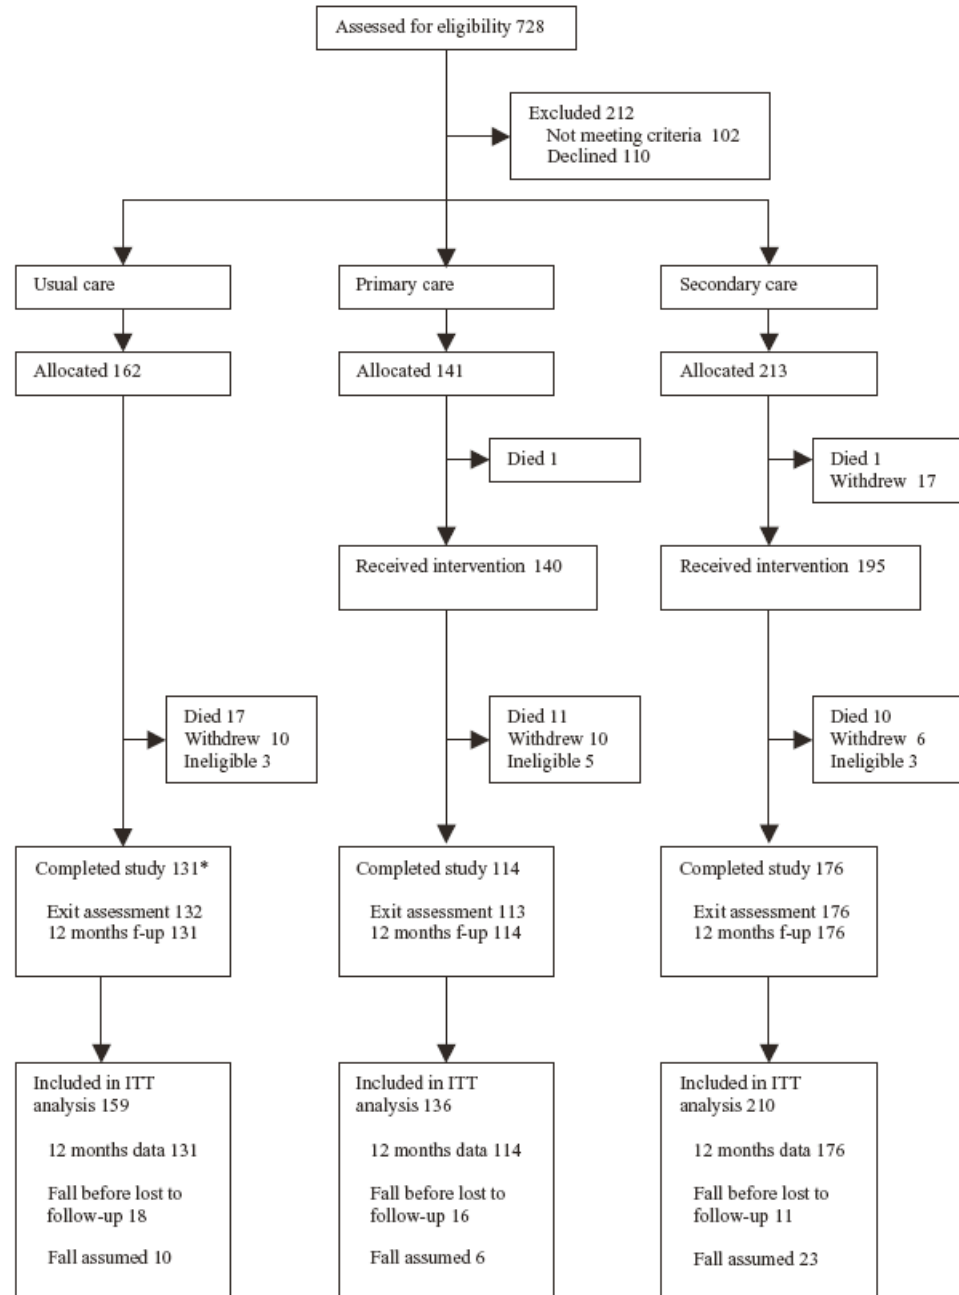 Assessed for eligibility 728
Excluded 212
Not meeting criteria 102
Declined 110
Usual care
Primary care
Secondary care
Allocated 162
Allocated 141
Allocated 213
Died 1
Died 1
Withdrew 17
Received intervention 140
Received intervention 195
Died 17
Withdrew 10
Ineligible 3
Died 11
Withdrew 10
Ineligible 5
Died 10
Withdrew 6
Ineligible 3
Completed study 131*
Exit assessment 132
12 months f-up 131
Completed study 114
Exit assessment 113
12 months f-up 114
Completed study 176
Exit assessment 176
12 months f-up 176
Included in ITT
analysis 159
12 months data 131
Fall before lost to
follow-up 18
Fall assumed 10
Included in ITT
analysis 136
12 months data 114
Fall before lost to
follow-up 16
Fall assumed 6
Included in ITT
analysis 210
12 months data 176
Fall before lost to
follow-up 11
Fall assumed 23